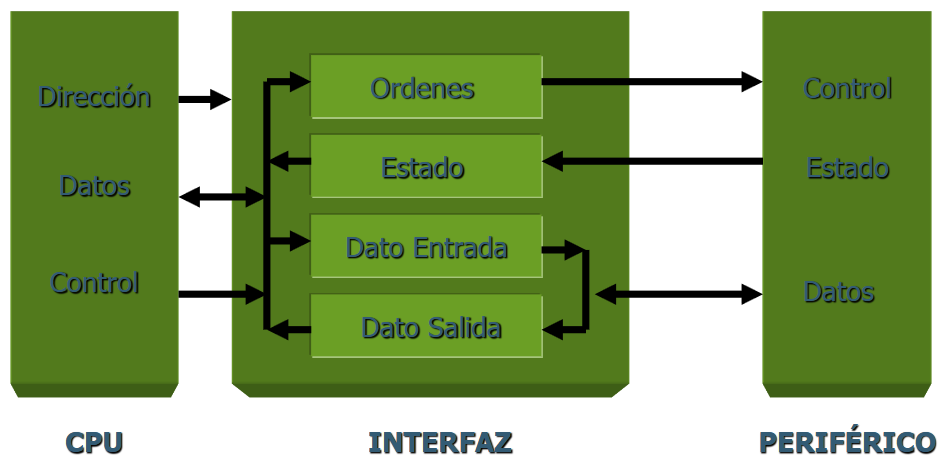 Dirección
Datos
Control
Ordenes
Estado
Dato Entrada
Dato Salida
Control
Estado
Datos
CPU
INTERFAZ
PERIFÉRICO